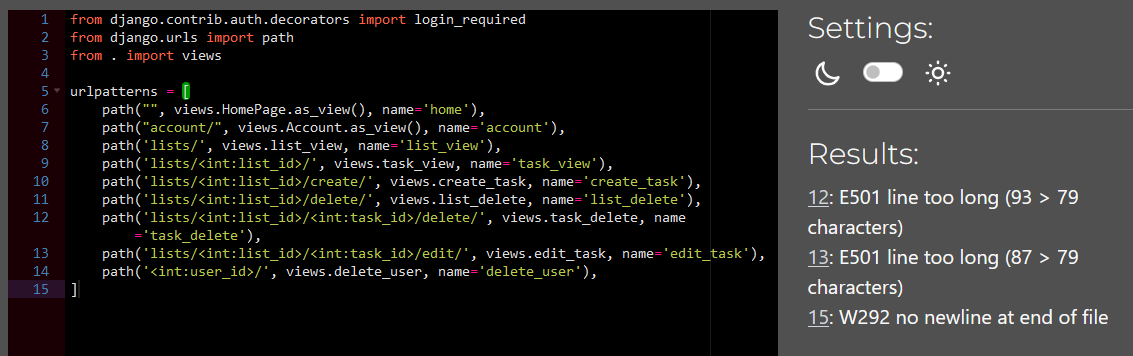 1 from django.contrib.auth.decorators import login_required
2 from django.urls import path
3 from . import views
4
5 urlpatterns = [
6     path("", views.HomePage.as_view(), name='home'),
7     path("account/", views.Account.as_view(), name='account'),
8     path('lists/', views.list_view, name='list_view'),
9     path('lists/<int:list_id>/', views.task_view, name='task_view'),
10     path('lists/<int:list_id>/create/', views.create_task, name='create_task'),
11     path('lists/<int:list_id>/delete/', views.list_delete, name='list_delete'),
12     path('lists/<int:list_id>/<int:task_id>/delete/', views.task_delete, name
='task_delete'),
13     path('lists/<int:list_id>/<int:task_id>/edit/', views.edit_task, name='edit_task'),
14     path('<int:user_id>/', views.delete_user, name='delete_user'),
15 ]
Settings:
Results:
12: E501 line too long (93 > 79
characters)
13: E501 line too long (87 > 79
characters)
15: W292 no newline at end of file